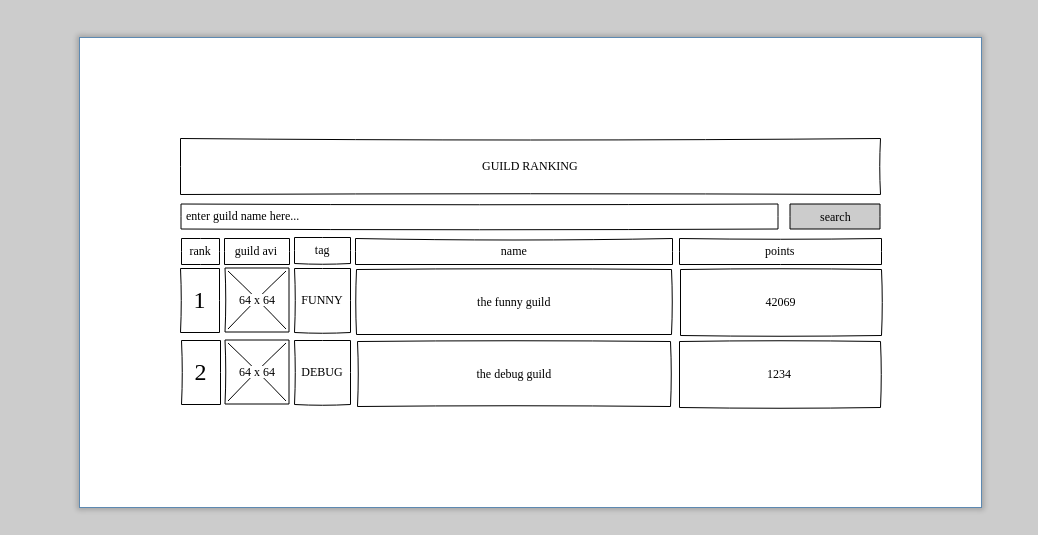 GUILD RANKING
enter guild name here... search
rank guild avi tag name points
1 64 x 64 FUNNY the funny guild 42069
2 64 x 64 DEBUG the debug guild 1234